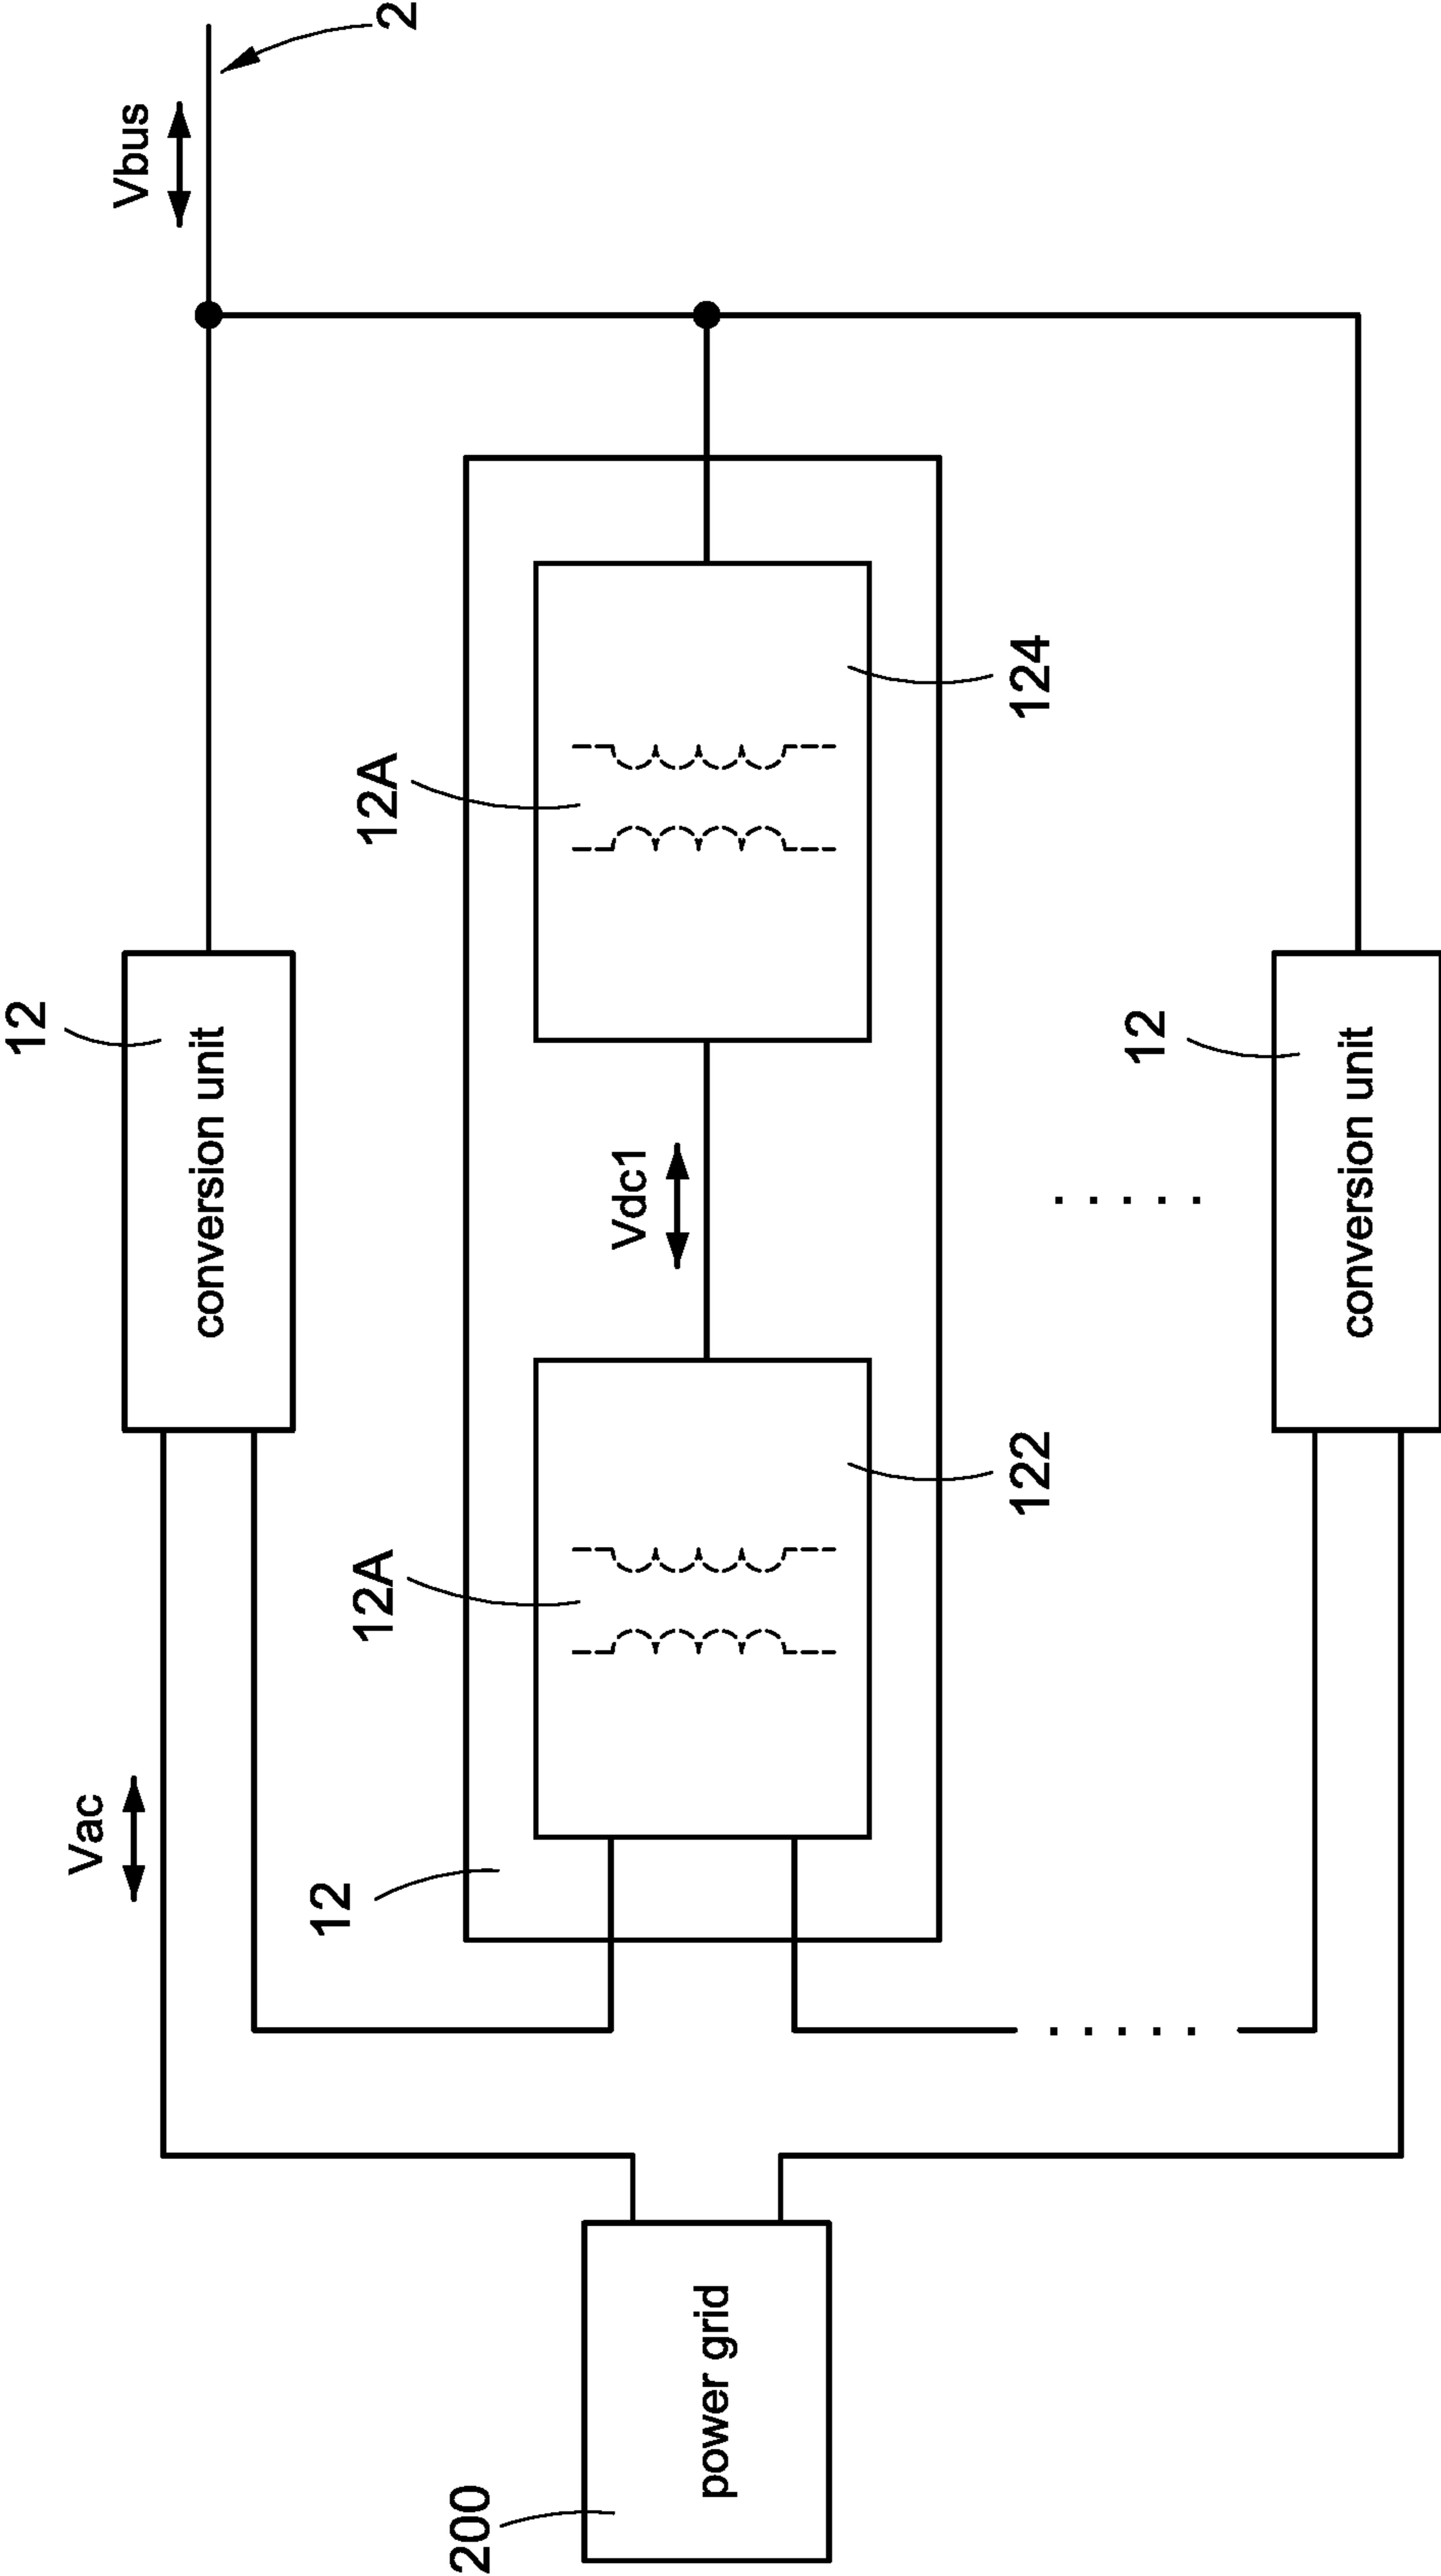 2
Vbus
12
conversion unit
Vac
12A
124
Vdc1
12A
122
12
12
conversion unit
200
power grid